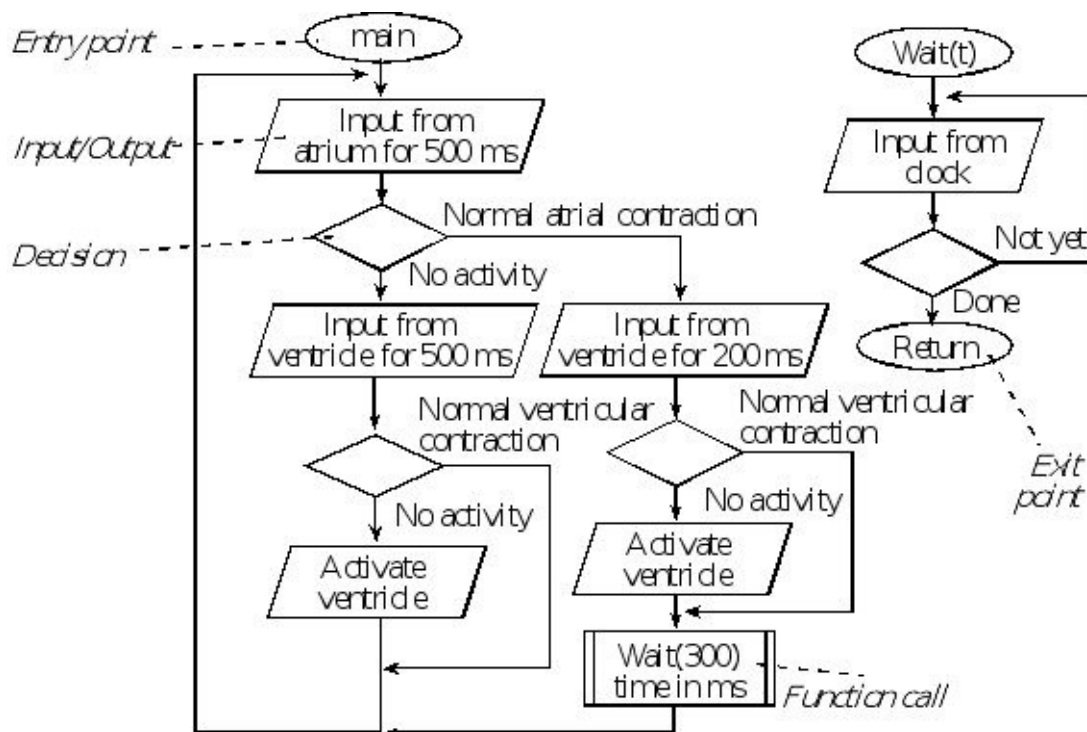 Entry point
main
Input/Output
Input from
atrium for 500 ms
Decision
Normal atrial contraction
No activity
Input from
ventricle for 500 ms
Input from
ventricle for 200 ms
Normal ventricular
contraction
No activity
Activate
ventricle
Normal ventricular
contraction
No activity
Activate
ventricle
Wait(300)
time in ms
Function call
Wait(t)
Input from
clock
Not yet
Done
Return
Exit
point